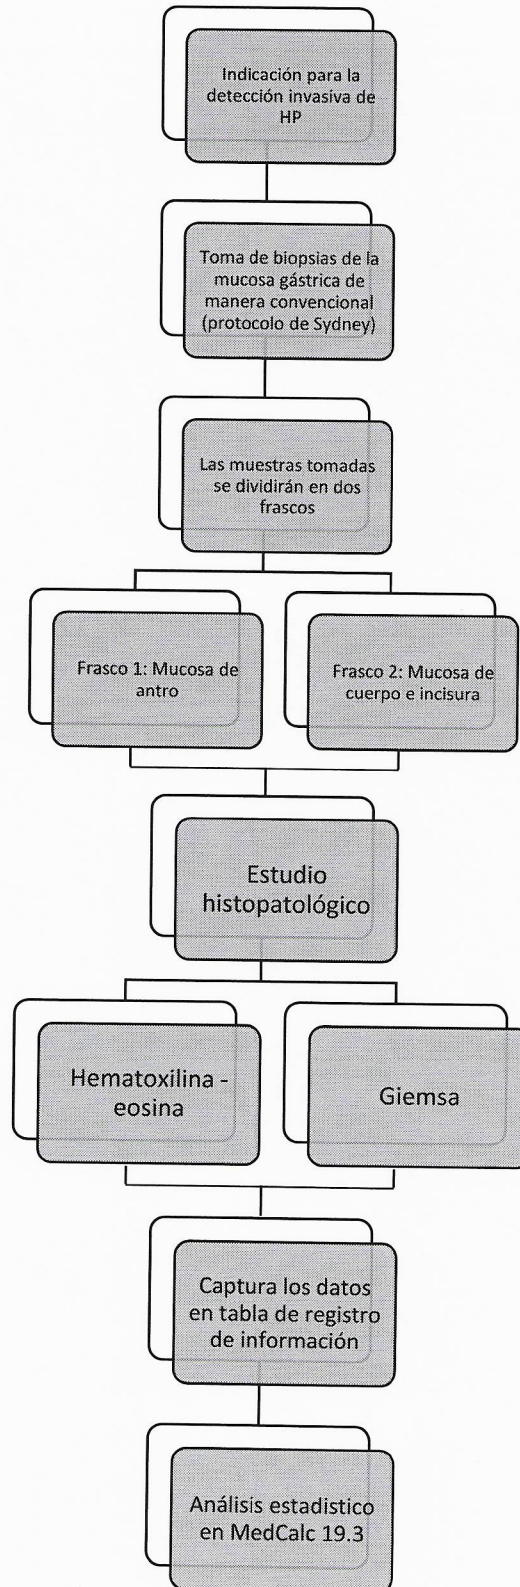 Indicación para la
detección invasiva de
HP
Toma de biopsias de la
mucosa gástrica de
manera convencional
(protocolo de Sydney)
Las muestras tomadas
se dividirán en dos
frascos
Frasco 1: Mucosa de
antro
Frasco 2: Mucosa de
cuerpo e incisura
Estudio
histopatológico
Hematoxilina -
eosina
Giemsa
Captura los datos
en tabla de registro
de información
Análisis estadistico
en MedCalc 19.3